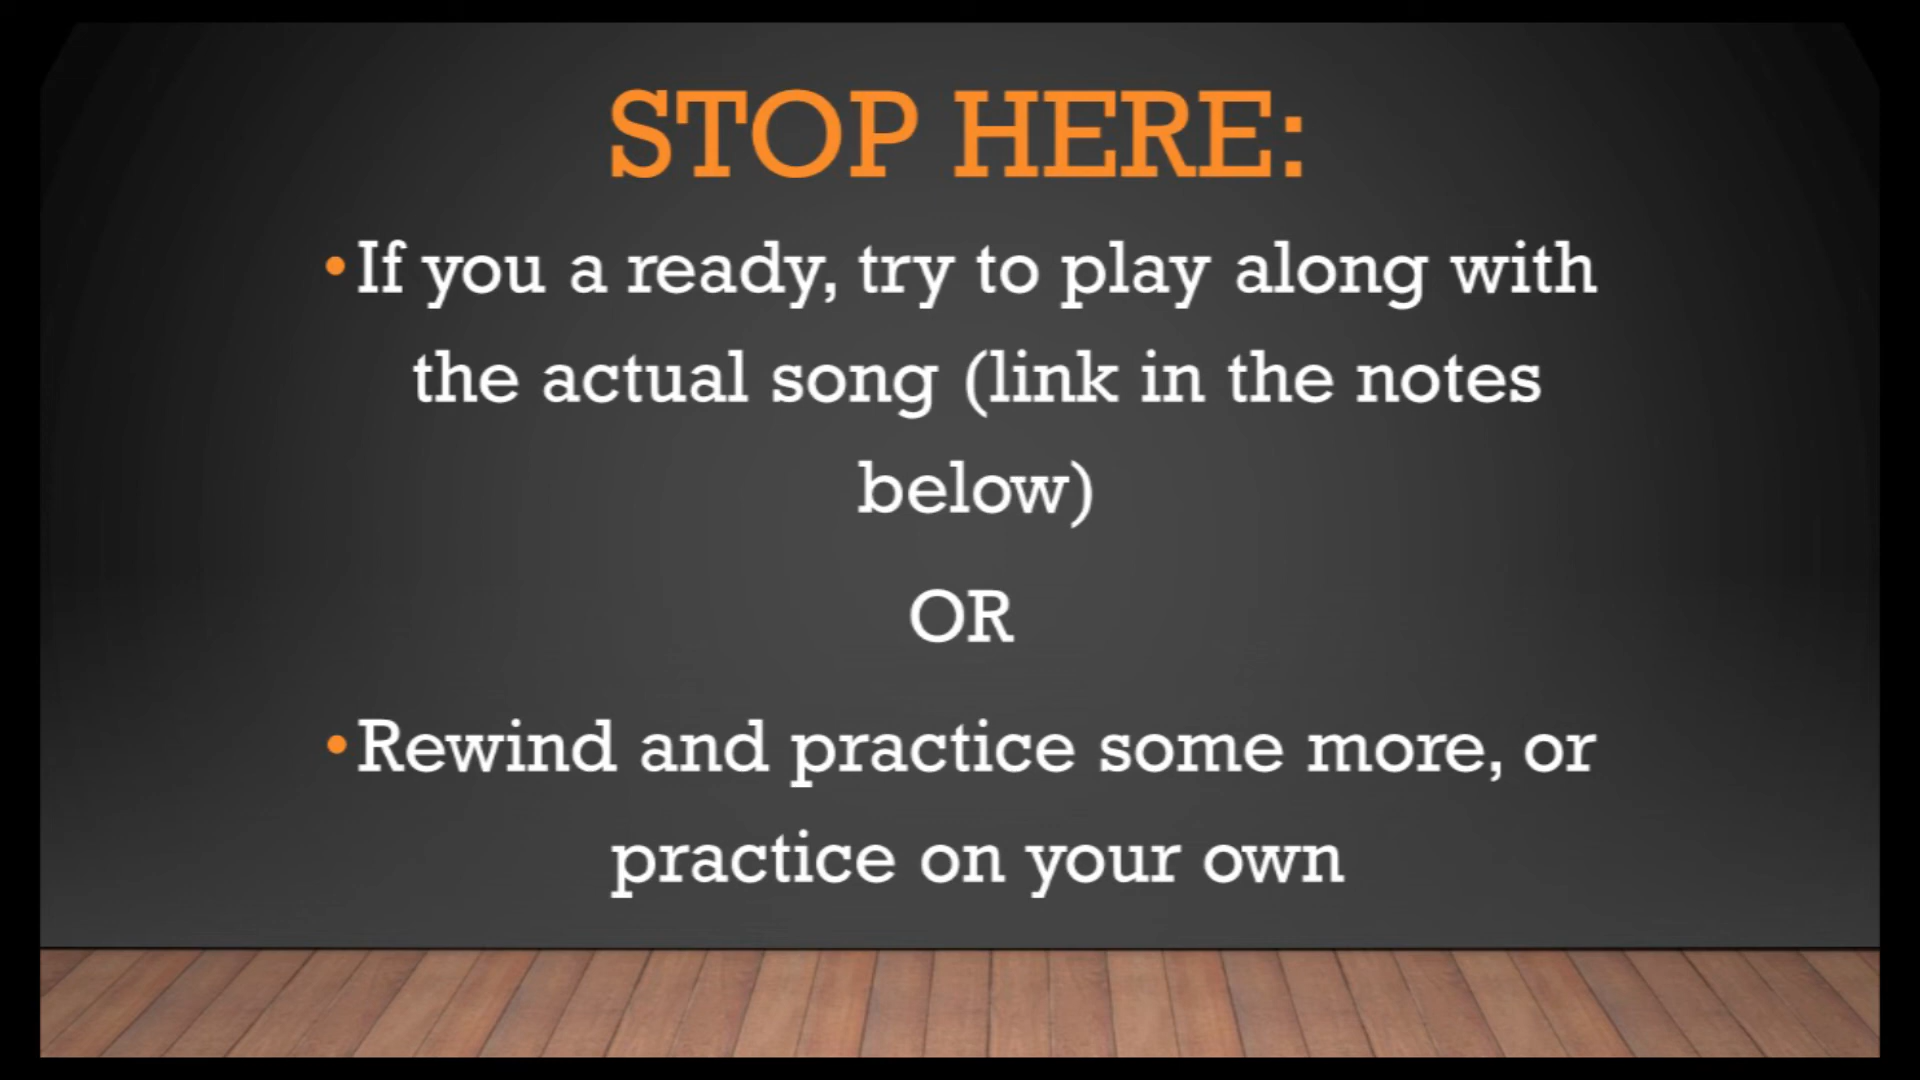 STOP HERE:
•If you a ready, try to play along with
the actual song (link in the notes
below)
OR
•Rewind and practice some more, or
practice on your own